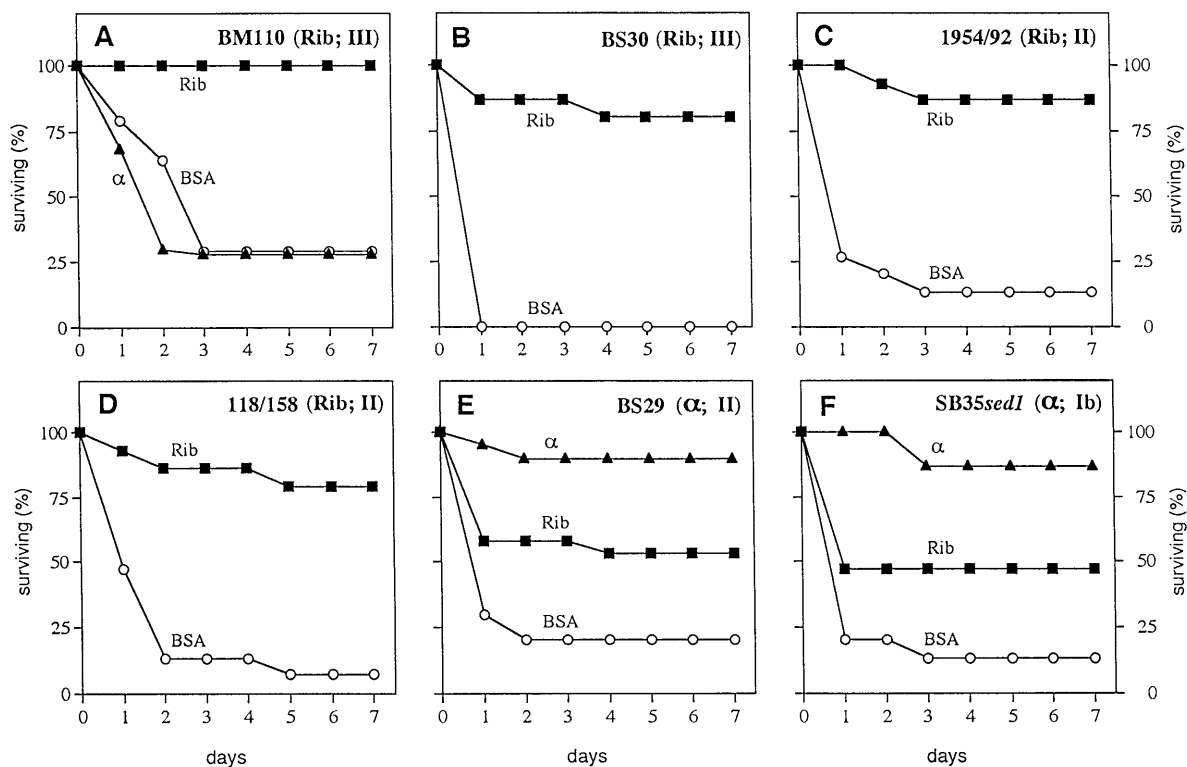 A BM110 (Rib; III)
100
75
50
25
0
surviving (%)
Rib
α
BSA
0 1 2 3 4 5 6 7
B BS30 (Rib; III)
Rib
BSA
0 1 2 3 4 5 6 7
C 1954/92 (Rib; II)
Rib
BSA
100
75
50
25
0
surviving (%)
0 1 2 3 4 5 6 7
D 118/158 (Rib; II)
100
75
50
25
0
surviving (%)
Rib
BSA
0 1 2 3 4 5 6 7
days
E BS29 (α; II)
α
Rib
BSA
0 1 2 3 4 5 6 7
days
F SB35sed1 (α; Ib)
α
Rib
BSA
100
75
50
25
0
surviving (%)
0 1 2 3 4 5 6 7
days